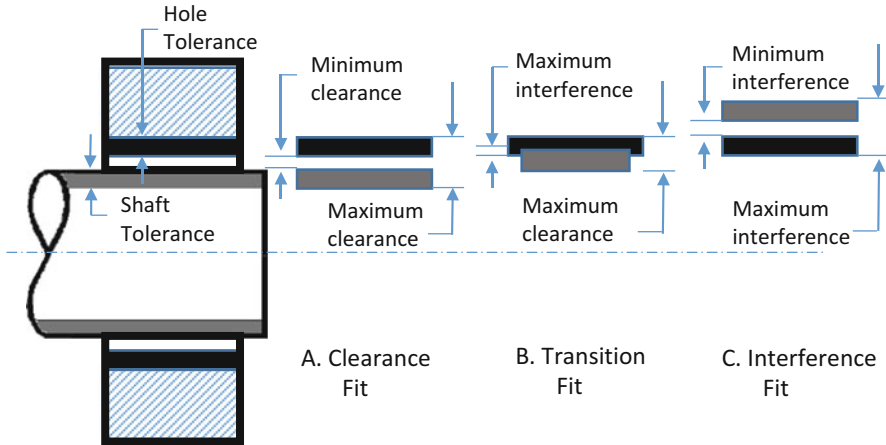 Hole
Tolerance
Shaft
Tolerance
Minimum
clearance
Maximum
clearance
Maximum
interference
Maximum
clearance
Minimum
interference
Maximum
interference
A. Clearance
Fit
B. Transition
Fit
C. Interference
Fit